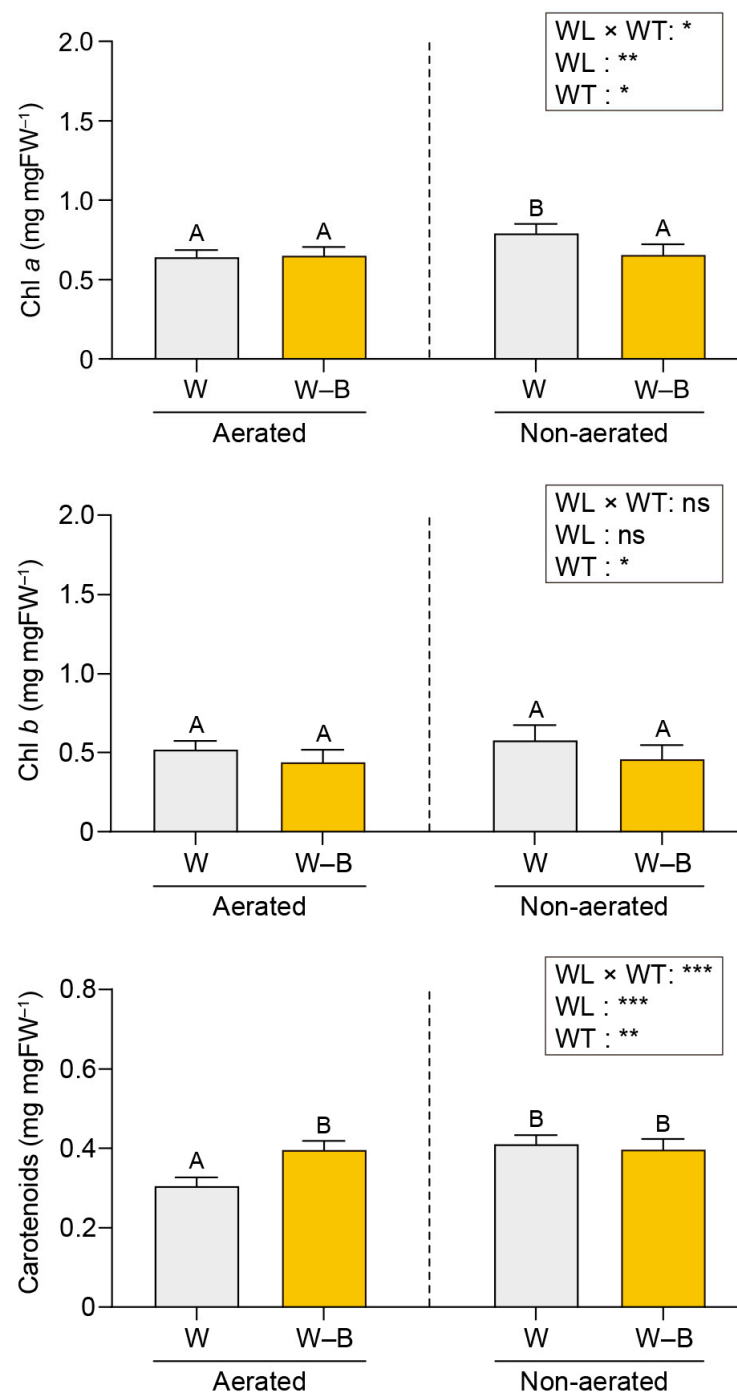 WL × WT: *
WL : **
WT : *
Chl a (mg mgFW⁻¹)
2.0
1.5
1.0
0.5
0
A
A
B
A
W
W–B
W
W–B
Aerated
Non-aerated
WL × WT: ns
WL : ns
WT : *
Chl b (mg mgFW⁻¹)
2.0
1.5
1.0
0.5
0
A
A
A
A
W
W–B
W
W–B
Aerated
Non-aerated
WL × WT: ***
WL : ***
WT : **
Carotenoids (mg mgFW⁻¹)
0.8
0.6
0.4
0.2
0
A
B
B
B
W
W–B
W
W–B
Aerated
Non-aerated